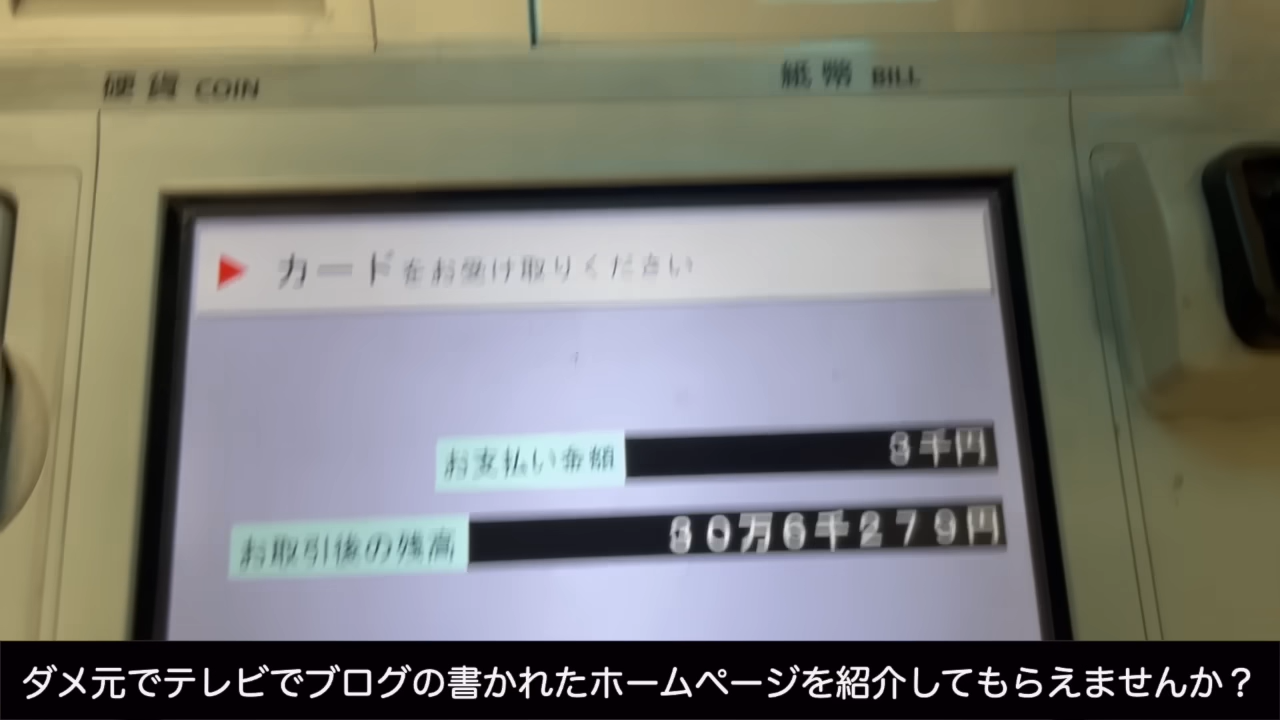 硬貨 COIN
紙幣 BILL
カードをお受け取りください
お支払い金額
千円
お取引後の残高
0万6千279円
ダメ元でテレビでブログの書かれたホームページを紹介してもらえませんか？